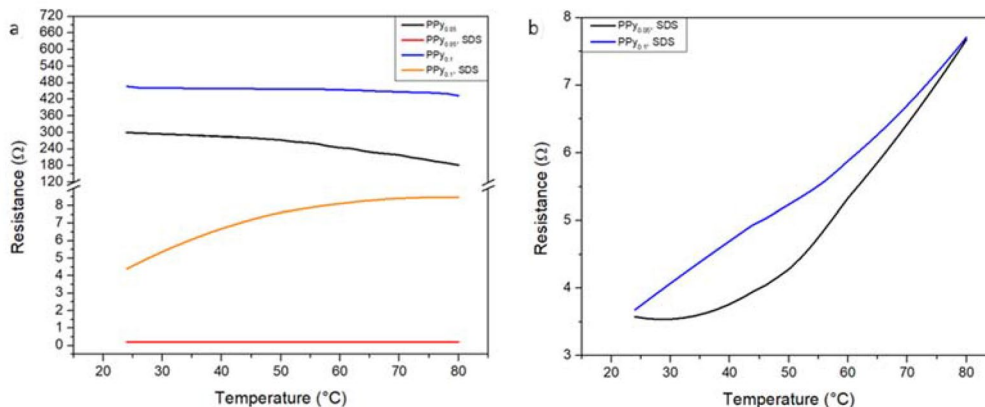 a
720
660
600
540
480
420
360
300
240
180
120
8
7
6
5
4
3
2
1
0
Resistance (Ω)
PPy0.05
PPy0.05, SDS
PPy0.1
PPy0.1, SDS
20 30 40 50 60 70 80
Temperature (°C)
b
8
7
6
5
4
3
Resistance (Ω)
PPy0.05, SDS
PPy0.1, SDS
20 30 40 50 60 70 80
Temperature (°C)